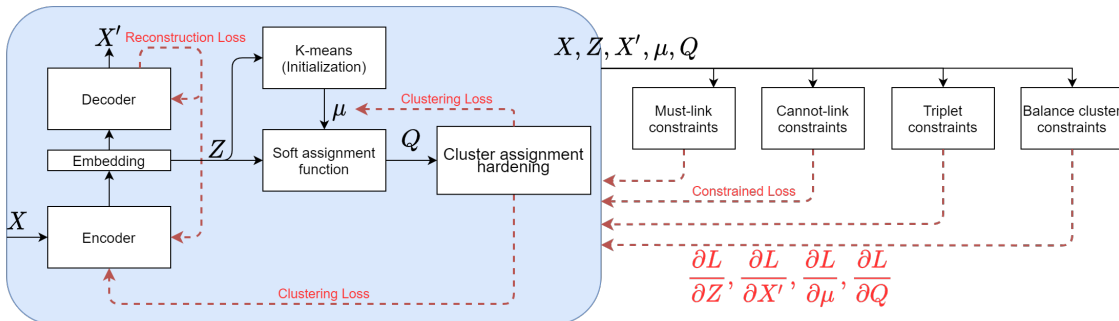 X′
Reconstruction Loss
K-means
(Initialization)
X, Z, X′, μ, Q
Decoder
Clustering Loss
μ
Must-link
constraints
Cannot-link
constraints
Triplet
constraints
Balance cluster
constraints
Embedding
Z
Soft assignment
function
Q
Cluster assignment
hardening
Constrained Loss
X
Encoder
Clustering Loss
∂L/∂Z, ∂L/∂X′, ∂L/∂μ, ∂L/∂Q